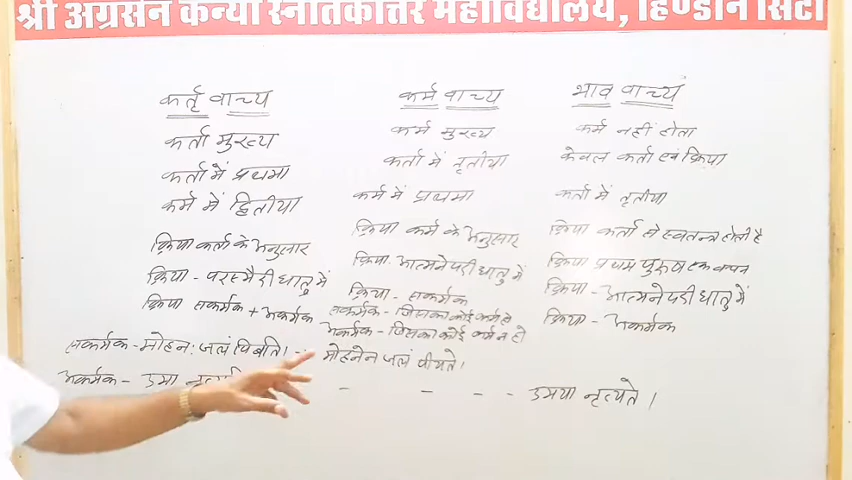 श्री अग्रसेन कन्या स्नातकोत्तर महाविद्यालय, हिण्डौन सिटी
कर्तृ वाच्य
कर्ता मुख्य
कर्ता में प्रथमा
कर्म में द्वितीया
क्रिया कर्ता के अनुसार
क्रिया - परस्मैदी धातु में
क्रिया सकर्मक + अकर्मक
कर्म वाच्य
कर्म मुख्य
कर्ता में तृतीया
कर्म में प्रथमा
क्रिया कर्म के अनुसार
क्रिया आत्मनेपदी धातु में
क्रिया - सकर्मक
सकर्मक - जिसका कोई कर्म हो
अकर्मक - जिसका कोई कर्म न हो
भाव वाच्य
कर्म नहीं होता
केवल कर्ता एवं क्रिया
कर्ता में तृतीया
क्रिया कर्ता से स्वतन्त्र होती है
क्रिया प्रथम पुरुष एक वचन
क्रिया - आत्मनेपदी धातु में
क्रिया - अकर्मक
सकर्मक - मोहन: जलं पिबति। - मोहनेन जलं पीयते।
अकर्मक - उमा - - - - उमया नृत्यते।